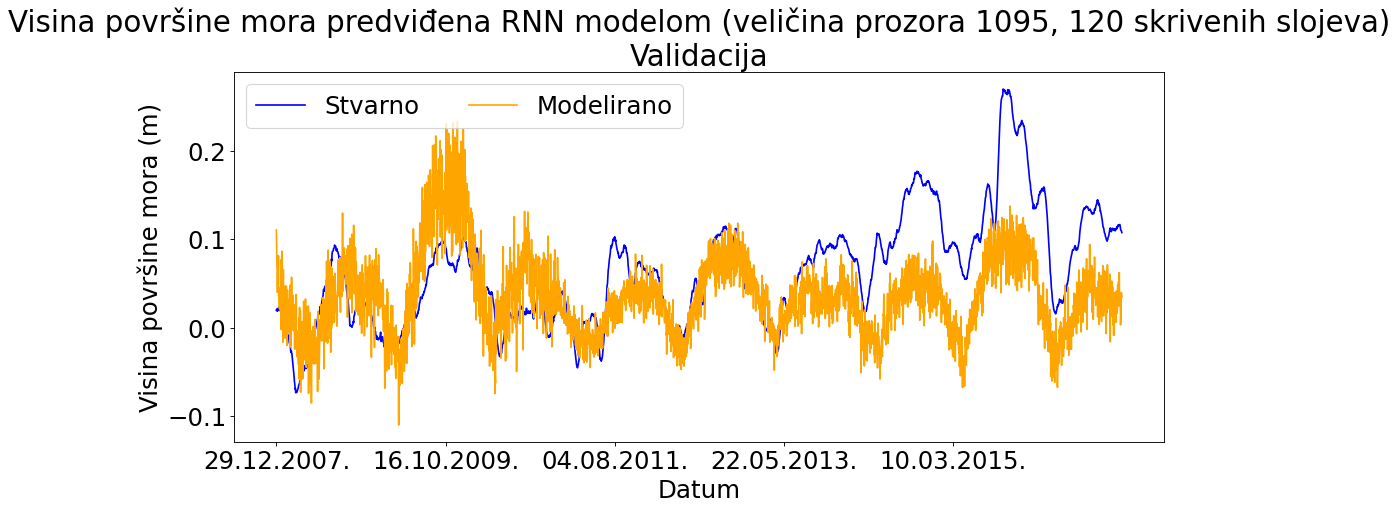 Visina površine mora predviđena RNN modelom (veličina prozora 1095, 120 skrivenih slojeva)
Validacija
Stvarno Modelirano
Visina površine mora (m)
0.2
0.1
0.0
−0.1
29.12.2007. 16.10.2009. 04.08.2011. 22.05.2013. 10.03.2015.
Datum